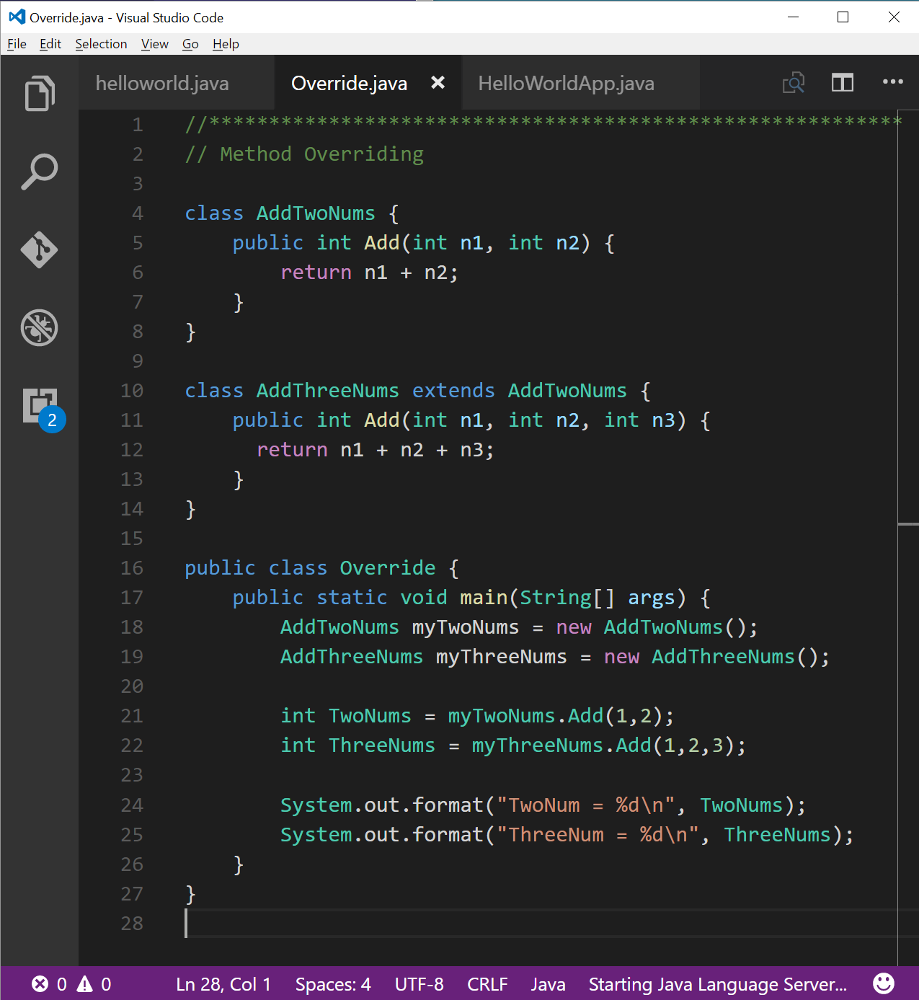 Override.java - Visual Studio Code
File Edit Selection View Go Help
helloworld.java Override.java HelloWorldApp.java
1 //**********************************************************
2 // Method Overriding
3
4 class AddTwoNums {
5     public int Add(int n1, int n2) {
6         return n1 + n2;
7     }
8 }
9
10 class AddThreeNums extends AddTwoNums {
11     public int Add(int n1, int n2, int n3) {
12       return n1 + n2 + n3;
13     }
14 }
15
16 public class Override {
17     public static void main(String[] args) {
18         AddTwoNums myTwoNums = new AddTwoNums();
19         AddThreeNums myThreeNums = new AddThreeNums();
20
21         int TwoNums = myTwoNums.Add(1,2);
22         int ThreeNums = myThreeNums.Add(1,2,3);
23
24         System.out.format("TwoNum = %d\n", TwoNums);
25         System.out.format("ThreeNum = %d\n", ThreeNums);
26     }
27 }
28
2
0 0 Ln 28, Col 1 Spaces: 4 UTF-8 CRLF Java Starting Java Language Server...